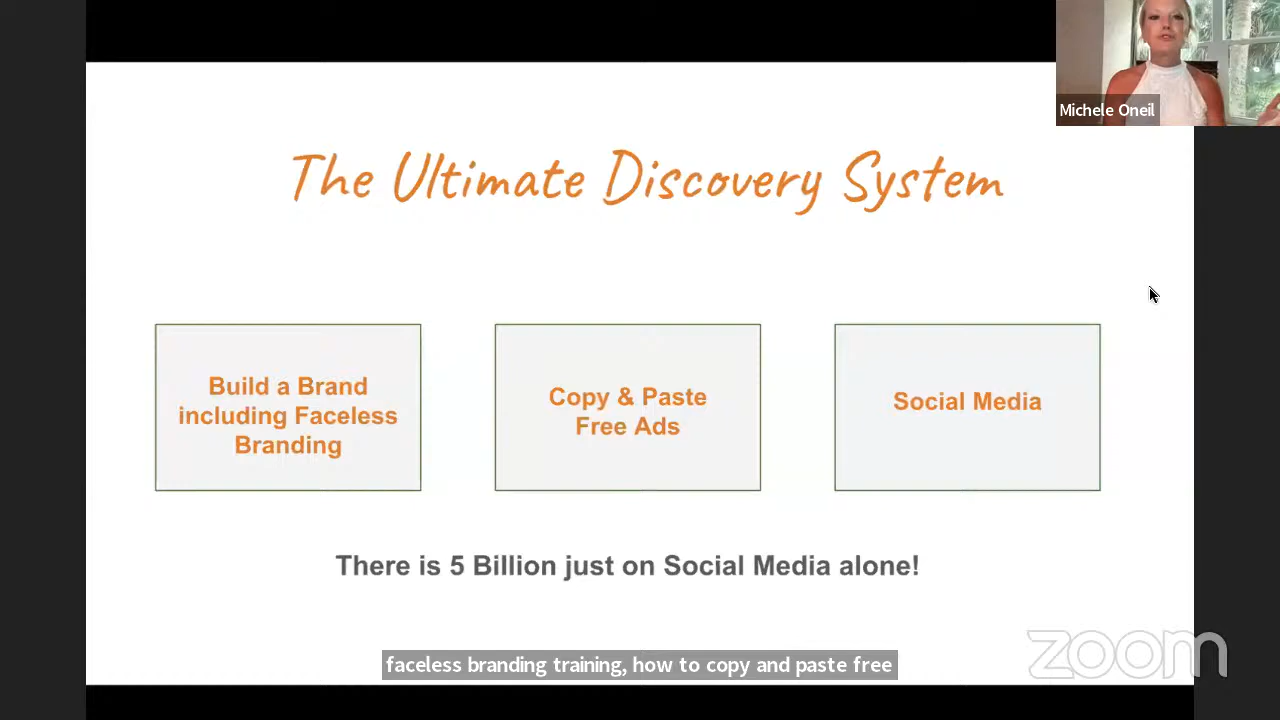 Michele Oneil
The Ultimate Discovery System
Build a Brand
including Faceless
Branding
Copy & Paste
Free Ads
Social Media
There is 5 Billion just on Social Media alone!
faceless branding training, how to copy and paste free
zoom